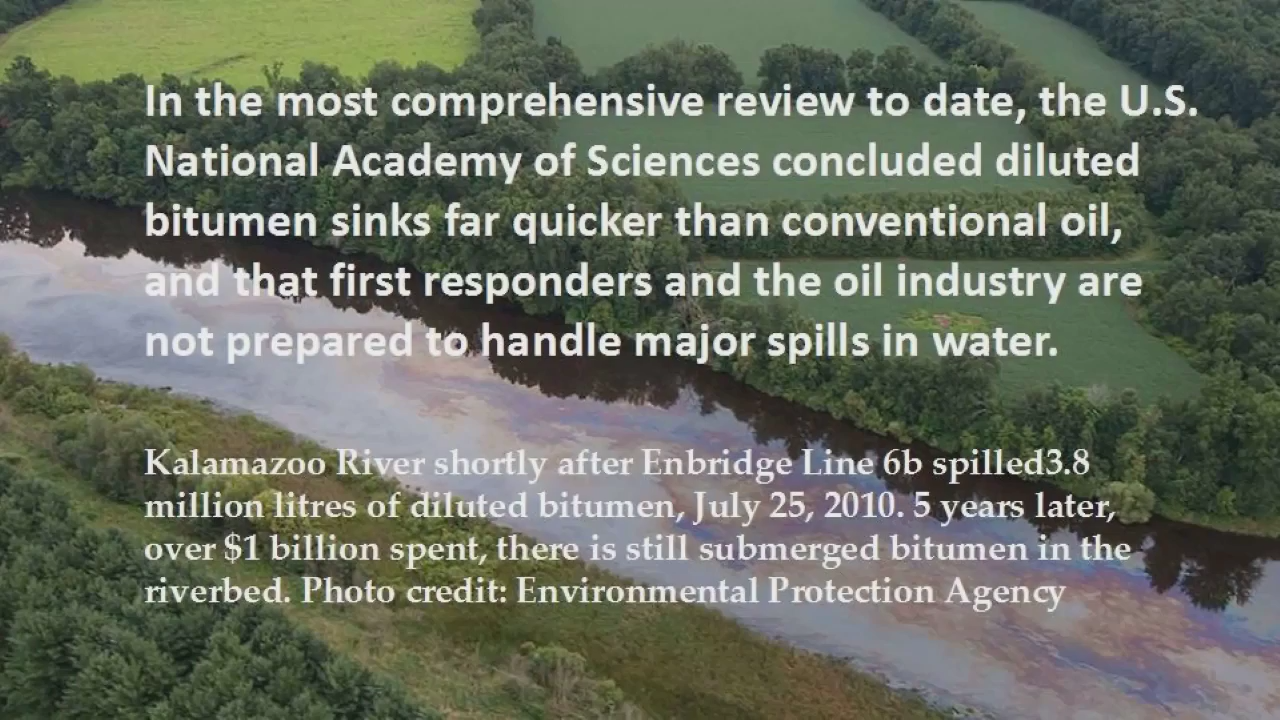 In the most comprehensive review to date, the U.S.
National Academy of Sciences concluded diluted
bitumen sinks far quicker than conventional oil,
and that first responders and the oil industry are
not prepared to handle major spills in water.
Kalamazoo River shortly after Enbridge Line 6b spilled3.8
million litres of diluted bitumen, July 25, 2010. 5 years later,
over $1 billion spent, there is still submerged bitumen in the
riverbed. Photo credit: Environmental Protection Agency